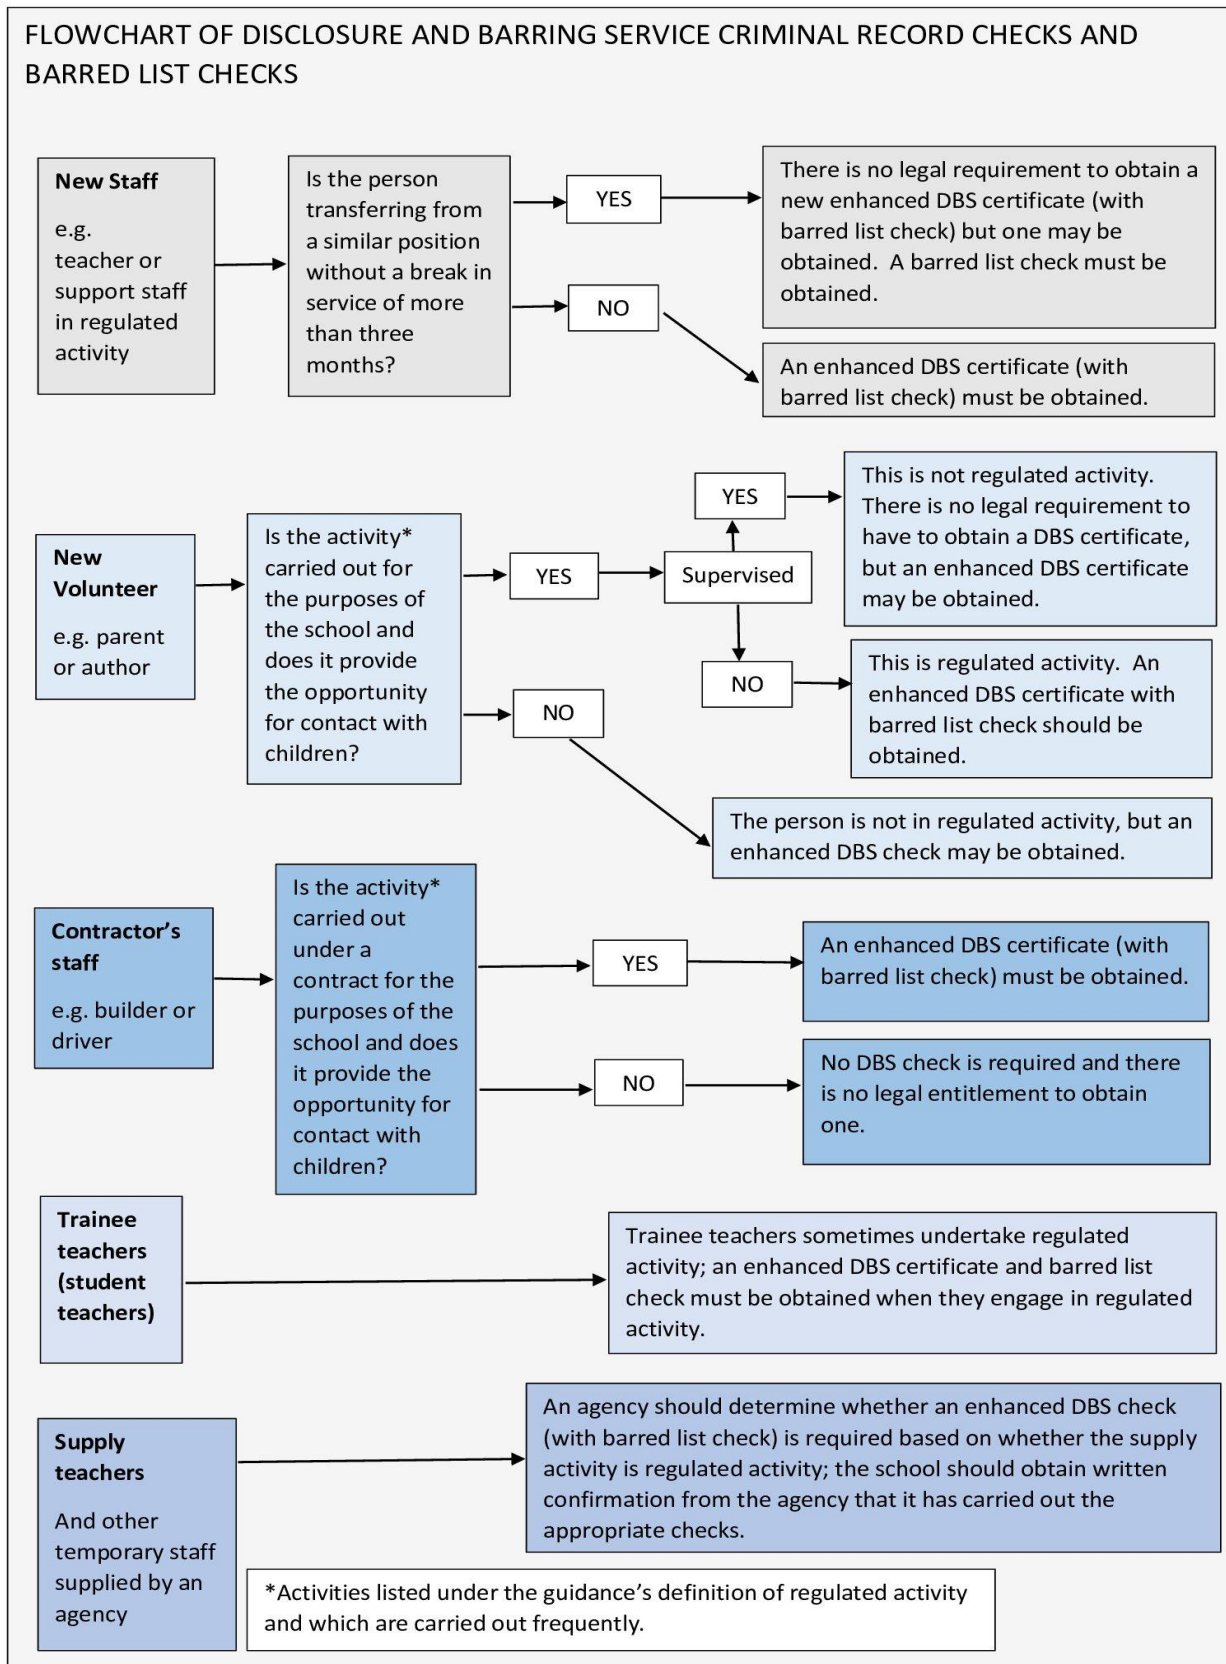 FLOWCHART OF DISCLOSURE AND BARRING SERVICE CRIMINAL RECORD CHECKS AND
BARRED LIST CHECKS
New Staff
e.g.
teacher or
support staff
in regulated
activity
Is the person
transferring from
a similar position
without a break in
service of more
than three
months?
YES
There is no legal requirement to obtain a
new enhanced DBS certificate (with
barred list check) but one may be
obtained.  A barred list check must be
obtained.
NO
An enhanced DBS certificate (with
barred list check) must be obtained.
New
Volunteer
e.g. parent
or author
Is the activity*
carried out for
the purposes of
the school and
does it provide
the opportunity
for contact with
children?
YES
Supervised
YES
This is not regulated activity.
There is no legal requirement to
have to obtain a DBS certificate,
but an enhanced DBS certificate
may be obtained.
NO
This is regulated activity.  An
enhanced DBS certificate with
barred list check should be
obtained.
NO
The person is not in regulated activity, but an
enhanced DBS check may be obtained.
Contractor’s
staff
e.g. builder or
driver
Is the activity*
carried out
under a
contract for the
purposes of the
school and does
it provide the
opportunity for
contact with
children?
YES
An enhanced DBS certificate (with
barred list check) must be obtained.
NO
No DBS check is required and there
is no legal entitlement to obtain
one.
Trainee
teachers
(student
teachers)
Trainee teachers sometimes undertake regulated
activity; an enhanced DBS certificate and barred list
check must be obtained when they engage in regulated
activity.
Supply
teachers
And other
temporary staff
supplied by an
agency
An agency should determine whether an enhanced DBS check
(with barred list check) is required based on whether the supply
activity is regulated activity; the school should obtain written
confirmation from the agency that it has carried out the
appropriate checks.
*Activities listed under the guidance’s definition of regulated activity
and which are carried out frequently.